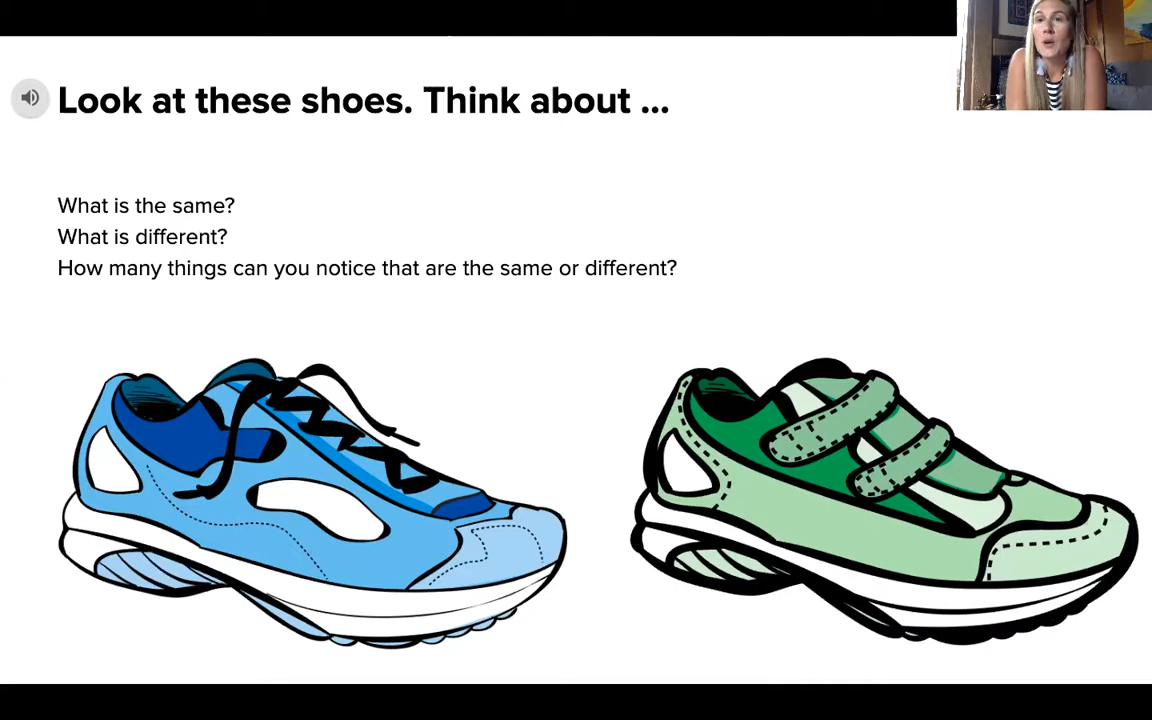 Look at these shoes. Think about ...
What is the same?
What is different?
How many things can you notice that are the same or different?